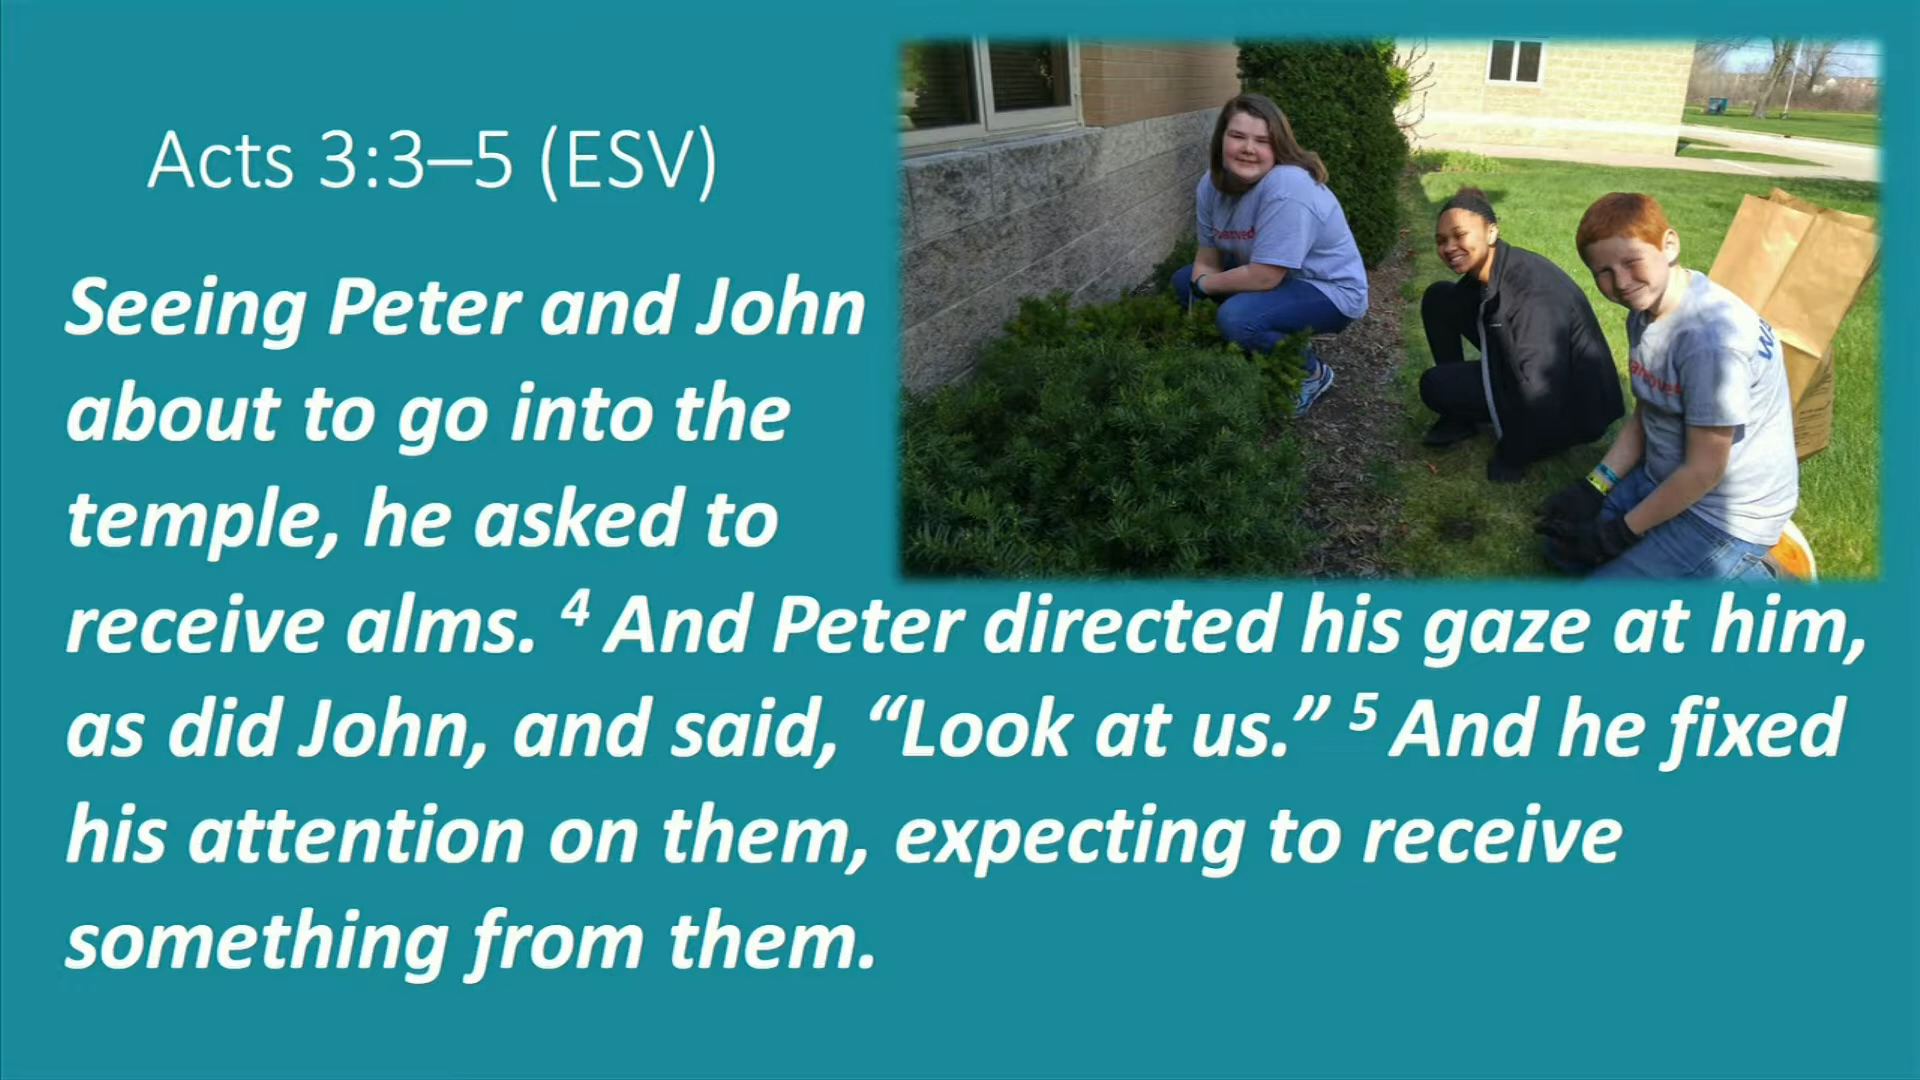 Acts 3:3–5 (ESV)
Seeing Peter and John
about to go into the
temple, he asked to
receive alms. ⁴ And Peter directed his gaze at him,
as did John, and said, “Look at us.” ⁵ And he fixed
his attention on them, expecting to receive
something from them.